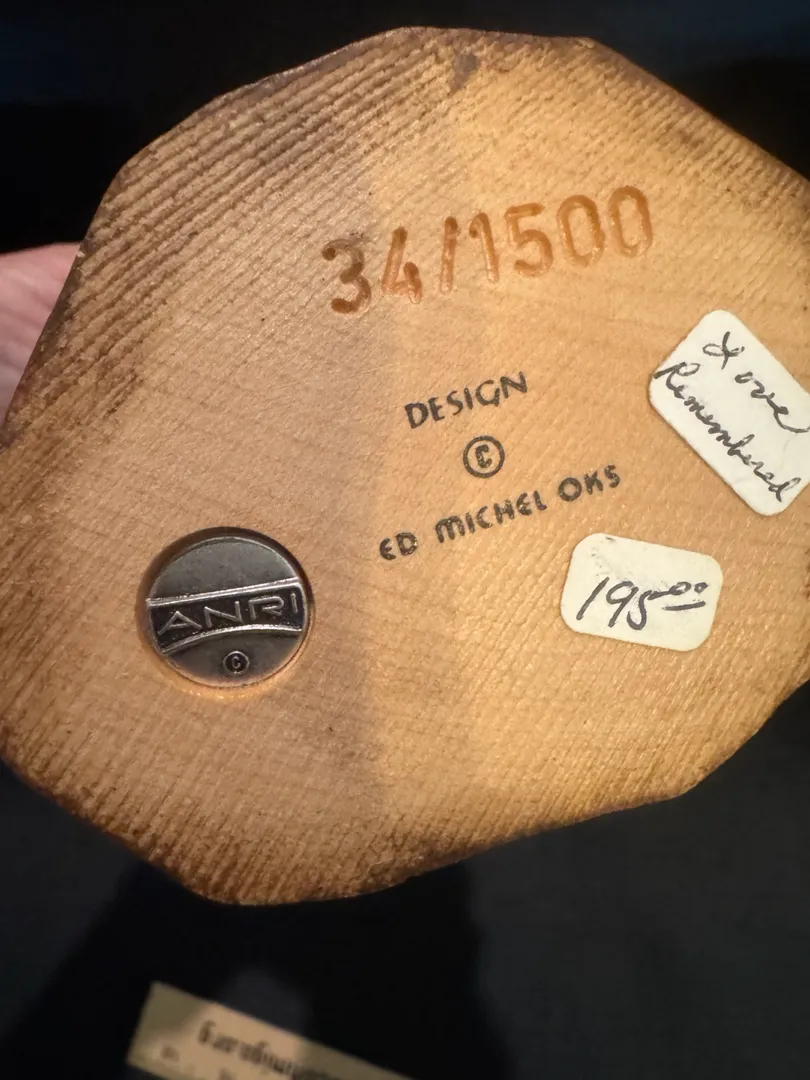 34/1500
DESIGN
©
ED MICHEL OKS
Love
Remembered
195.00
ANRI
©